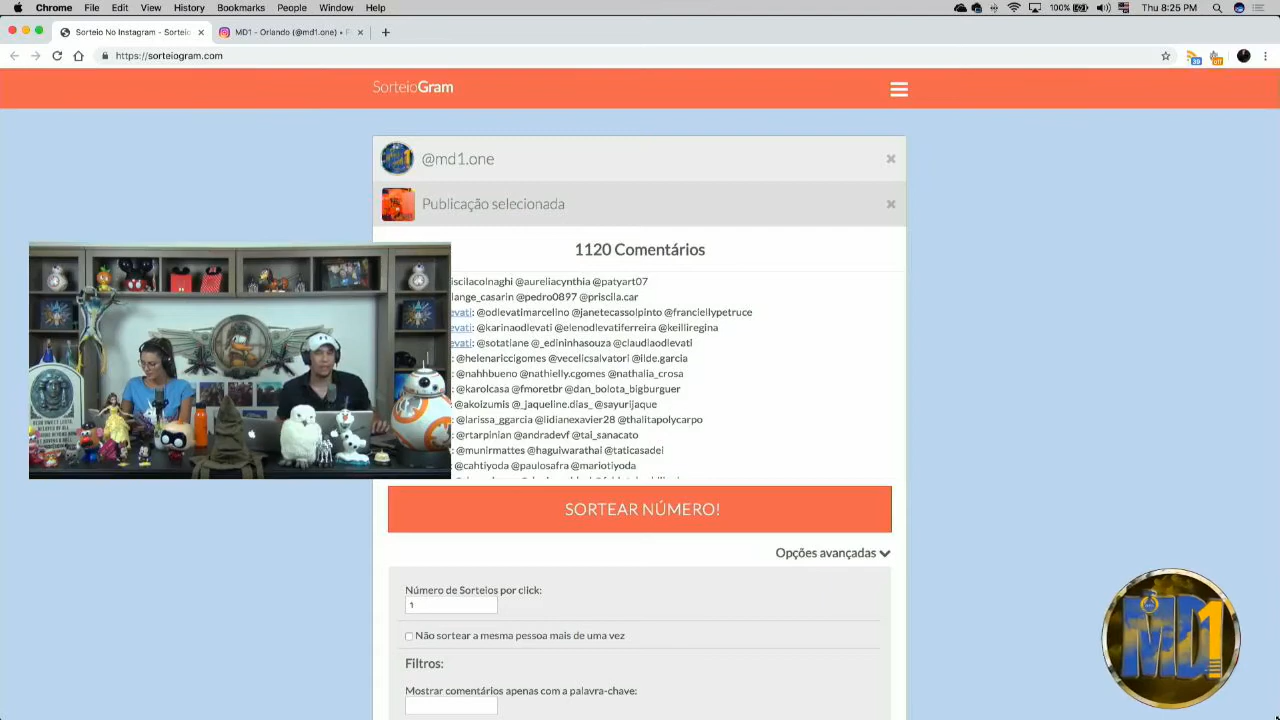 Chrome File Edit View History Bookmarks People Window Help
100% Thu 8:25 PM
Sorteio No Instagram - Sorteio
MD1 - Orlando (@md1.one) • F
https://sorteiogram.com
39
off
SorteioGram
@md1.one
Publicação selecionada
1120 Comentários
riscilacolnaghi @aureliacynthia @patyart07
lange_casarin @pedro0897 @priscila.car
evati: @odlevatimarcelino @janetecassolpinto @franciellypetruce
evati: @karinaodlevati @elenodlevatiferreira @keilliregina
evati: @sotatiane @_edininhasouza @claudiaodlevati
: @helenariccigomes @vecelicsalvatori @ilde.garcia
: @nahhbueno @nathielly.cgomes @nathalia_crosa
: @karolcasa @fmoretbr @dan_bolota_bigburguer
: @akoizumis @_jaqueline.dias_ @sayurijaque
: @larissa_ggarcia @lidianexavier28 @thalitapolycarpo
: @rtarpinian @andradevf @tai_sanacato
: @munirmattes @haguiwarathai @taticasadei
: @cahtiyoda @paulosafra @mariotiyoda
SORTEAR NÚMERO!
Opções avançadas
Número de Sorteios por click:
1
Não sortear a mesma pessoa mais de uma vez
Filtros:
Mostrar comentários apenas com a palavra-chave:
MD1